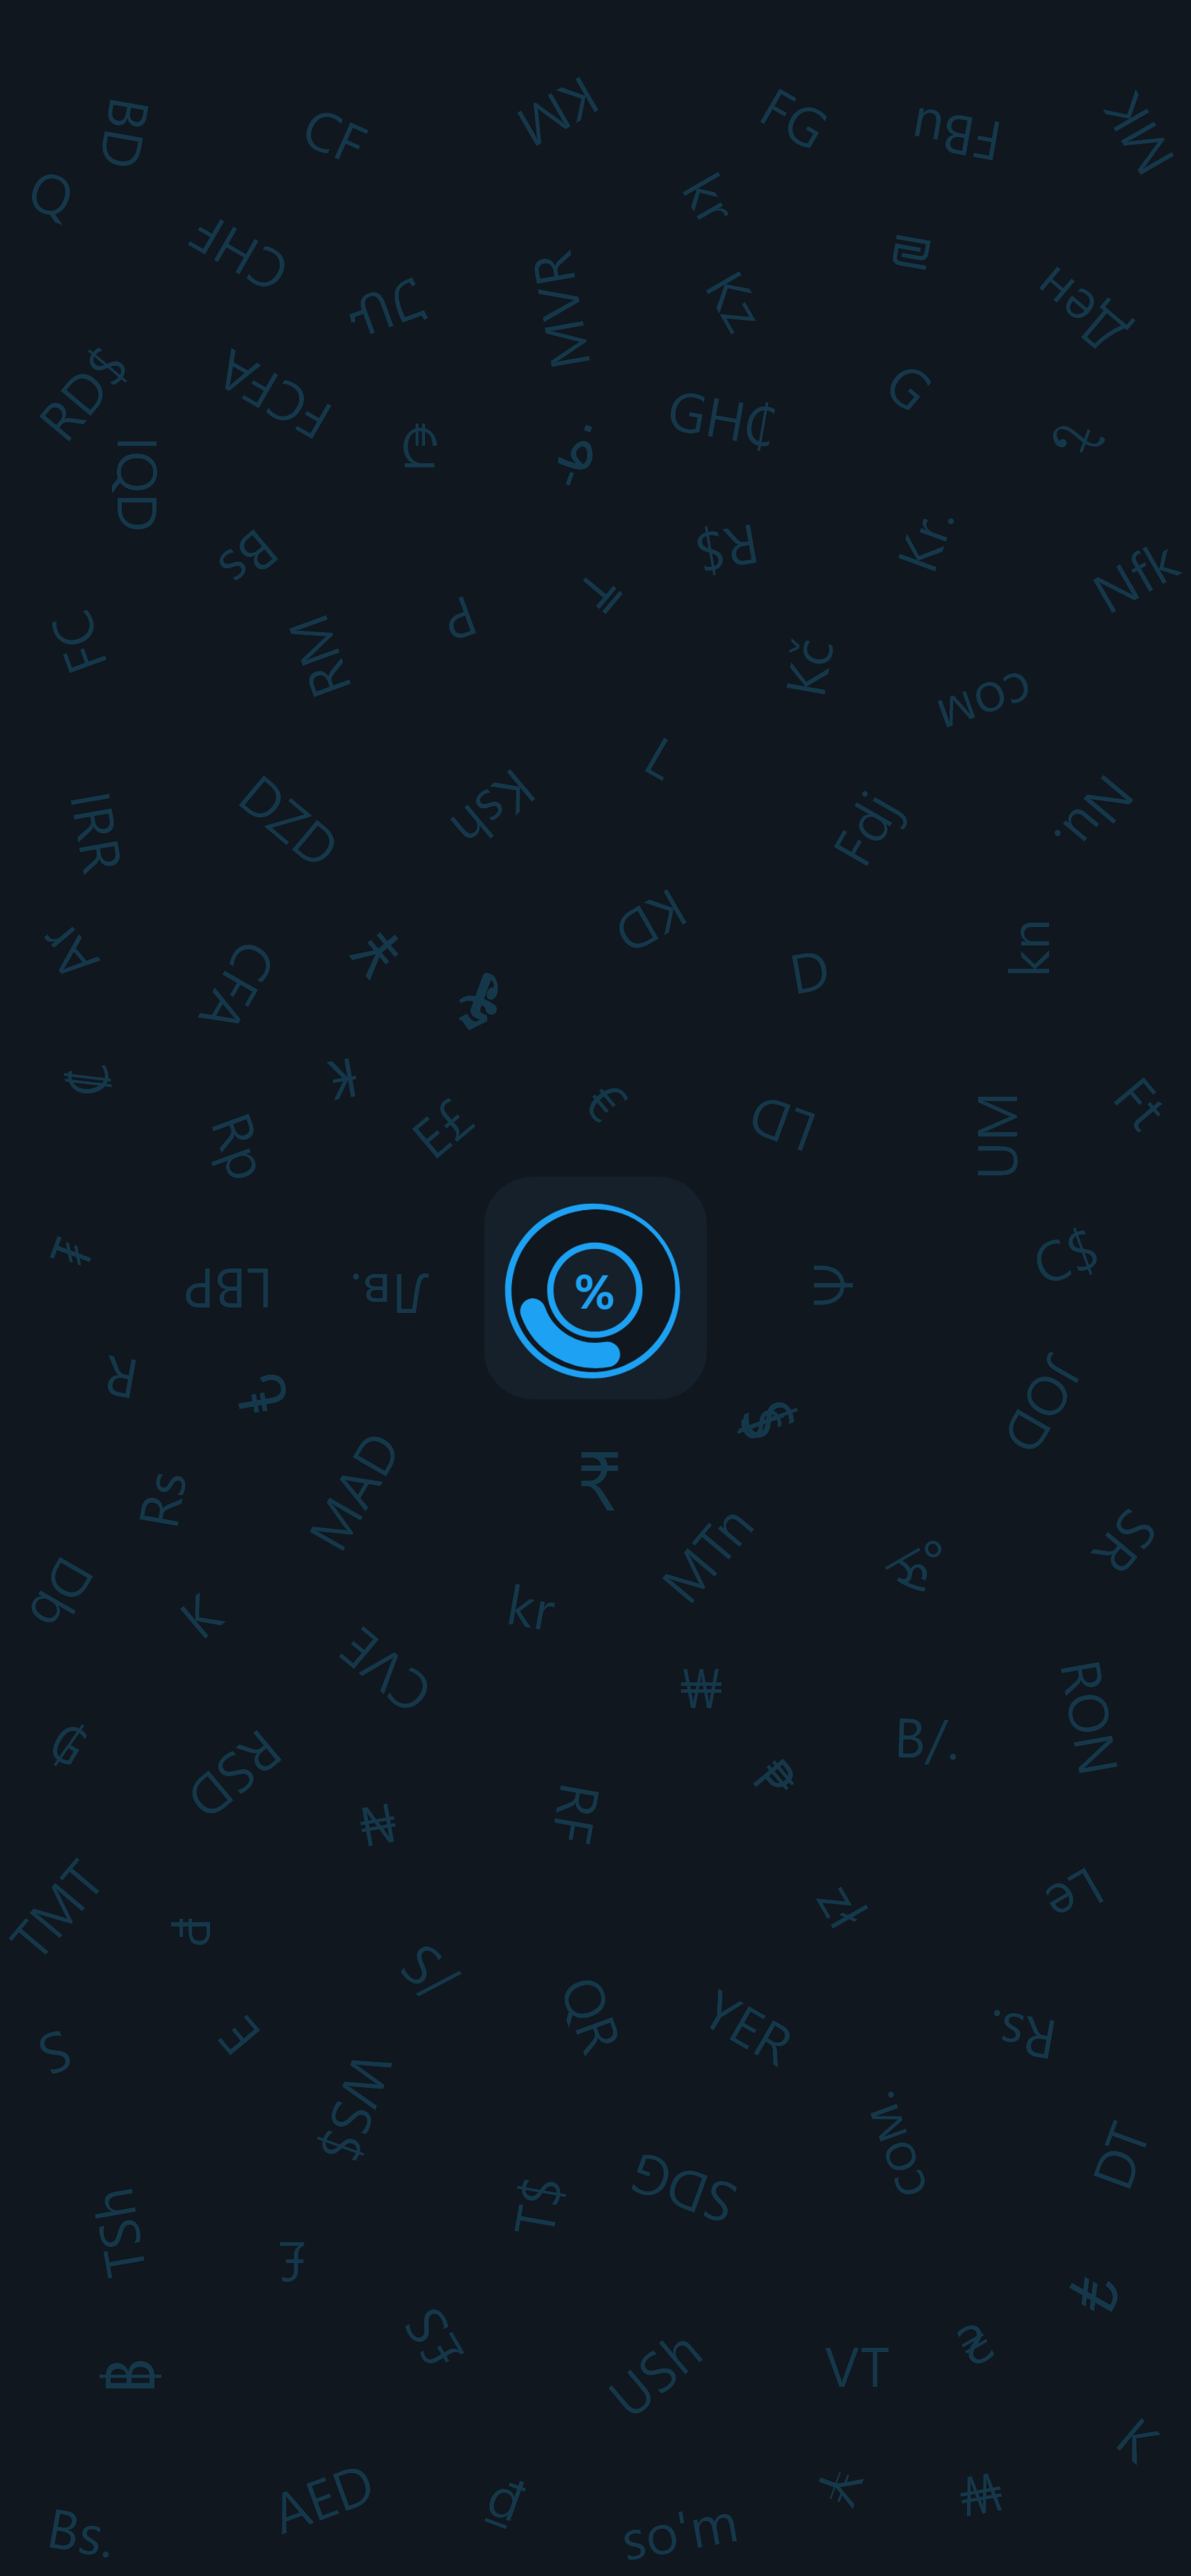 BD
CF
KM
FG
FBu
MK
Q
kr
CHF
₪
JU
MVR
Kz
Ден
RD$
FCFA
GH₵
G
IQD
R$
Kr.
Bs
₸
Nfk
FC
RM
P
Kč
сом
L
IRR
DZD
Ksh
Fdj
Nu.
KD
Ar
CFA
¥
D
kn
₡
₭
E£
€
LD
Rp
UM
Ft
LBP
Лв.
%
C$
R
JOD
Rs
MAD
₹
MTn
SR
Db
K
kr
CVE
₩
RON
₲
RSD
B/.
₱
₦
RF
TMT
₽
zł
Le
S/
QR
YER
Rs.
S
E
WS$
сом.
DT
TSh
T$
SDG
£
USh
VT
₴
฿
K
Bs.
AED
₫
so'm
₩